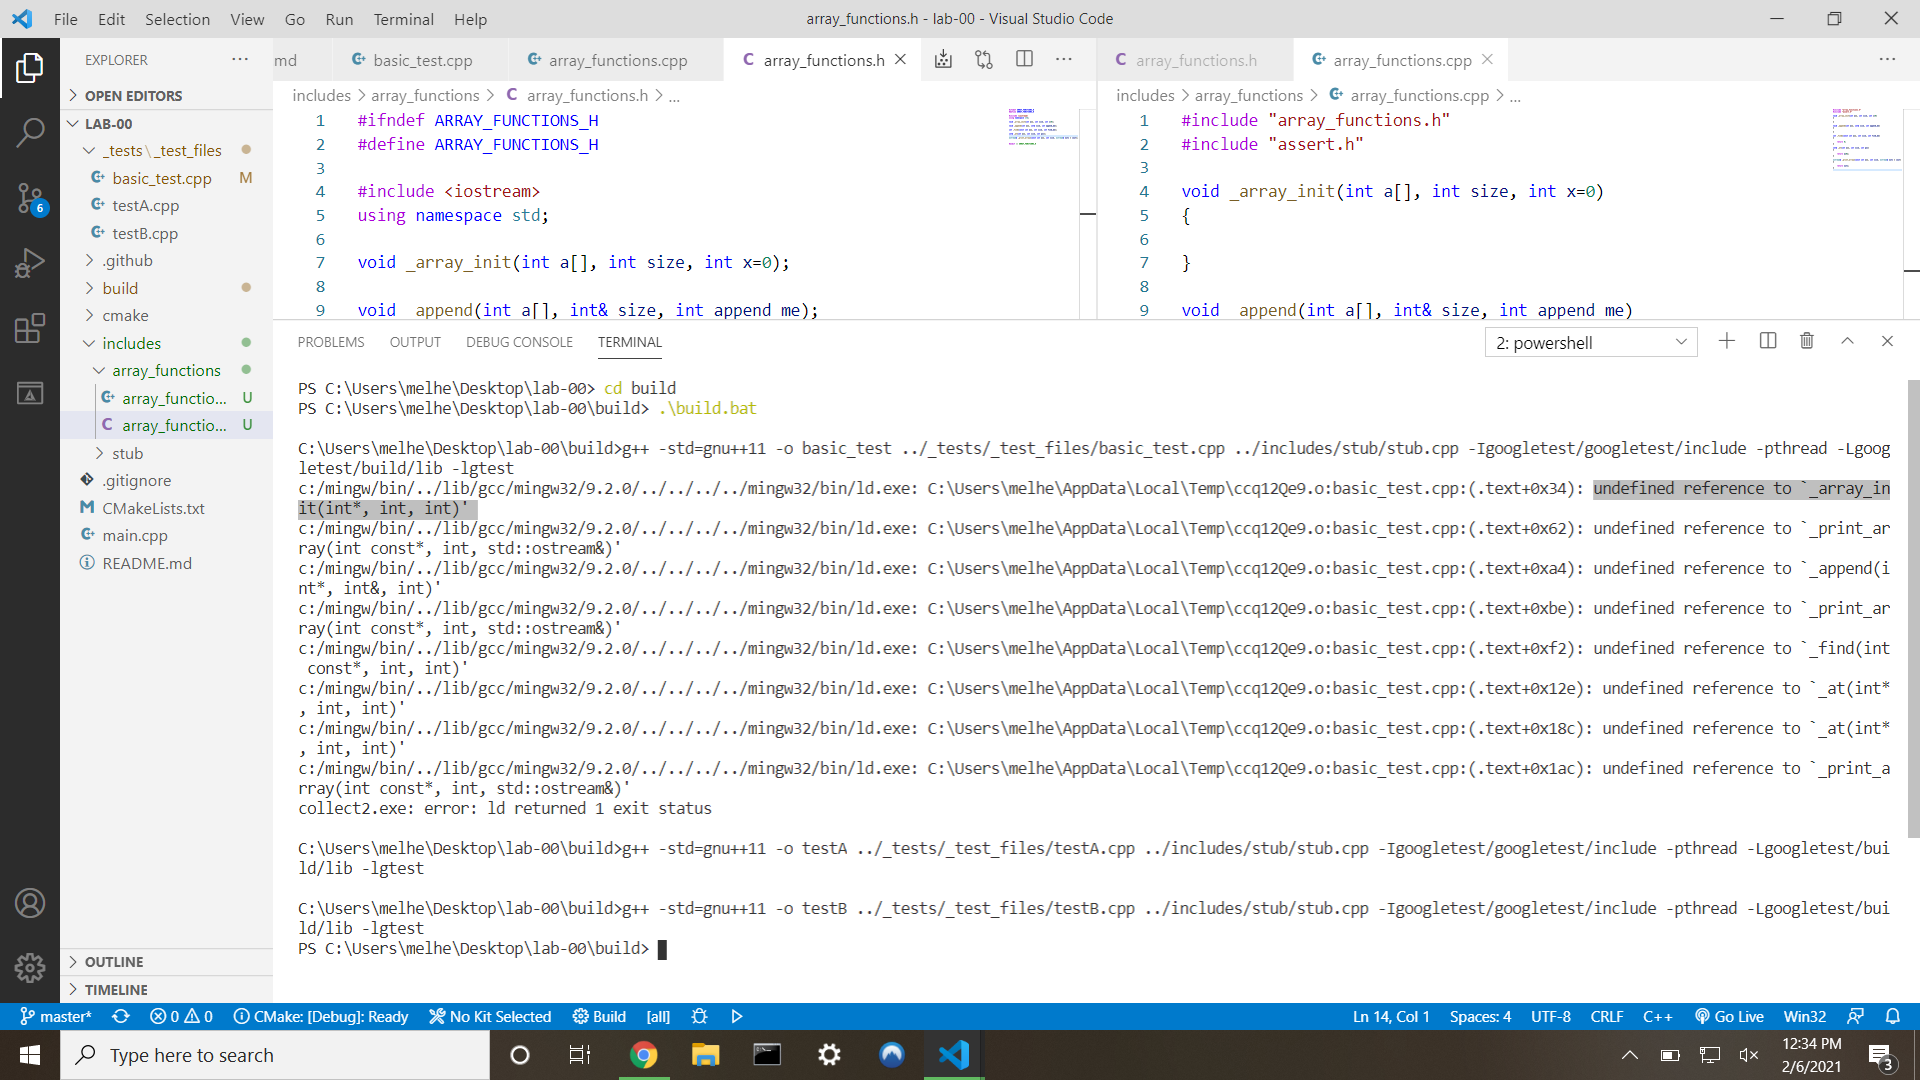 File Edit Selection View Go Run Terminal Help
array_functions.h - lab-00 - Visual Studio Code
EXPLORER ...
OPEN EDITORS
LAB-00
_tests\_test_files
basic_test.cpp M
testA.cpp
testB.cpp
.github
build
cmake
includes
array_functions
array_functio... U
C array_functio... U
stub
.gitignore
M CMakeLists.txt
main.cpp
README.md
OUTLINE
TIMELINE
6
md basic_test.cpp array_functions.cpp C array_functions.h
includes > array_functions > C array_functions.h > ...
1 #ifndef ARRAY_FUNCTIONS_H
2 #define ARRAY_FUNCTIONS_H
3
4 #include <iostream>
5 using namespace std;
6
7 void _array_init(int a[], int size, int x=0);
8
9 void _append(int a[], int& size, int append_me);
C array_functions.h array_functions.cpp
includes > array_functions > array_functions.cpp > ...
1 #include "array_functions.h"
2 #include "assert.h"
3
4 void _array_init(int a[], int size, int x=0)
5 {
6
7 }
8
9 void _append(int a[], int& size, int append_me)
PROBLEMS OUTPUT DEBUG CONSOLE TERMINAL
2: powershell
PS C:\Users\melhe\Desktop\lab-00> cd build
PS C:\Users\melhe\Desktop\lab-00\build> .\build.bat
C:\Users\melhe\Desktop\lab-00\build>g++ -std=gnu++11 -o basic_test ../_tests/_test_files/basic_test.cpp ../includes/stub/stub.cpp -Igoogletest/googletest/include -pthread -Lgoog
letest/build/lib -lgtest
c:/mingw/bin/../lib/gcc/mingw32/9.2.0/../../../../mingw32/bin/ld.exe: C:\Users\melhe\AppData\Local\Temp\ccq12Qe9.o:basic_test.cpp:(.text+0x34): undefined reference to `_array_in
it(int*, int, int)'
c:/mingw/bin/../lib/gcc/mingw32/9.2.0/../../../../mingw32/bin/ld.exe: C:\Users\melhe\AppData\Local\Temp\ccq12Qe9.o:basic_test.cpp:(.text+0x62): undefined reference to `_print_ar
ray(int const*, int, std::ostream&)'
c:/mingw/bin/../lib/gcc/mingw32/9.2.0/../../../../mingw32/bin/ld.exe: C:\Users\melhe\AppData\Local\Temp\ccq12Qe9.o:basic_test.cpp:(.text+0xa4): undefined reference to `_append(i
nt*, int&, int)'
c:/mingw/bin/../lib/gcc/mingw32/9.2.0/../../../../mingw32/bin/ld.exe: C:\Users\melhe\AppData\Local\Temp\ccq12Qe9.o:basic_test.cpp:(.text+0xbe): undefined reference to `_print_ar
ray(int const*, int, std::ostream&)'
c:/mingw/bin/../lib/gcc/mingw32/9.2.0/../../../../mingw32/bin/ld.exe: C:\Users\melhe\AppData\Local\Temp\ccq12Qe9.o:basic_test.cpp:(.text+0xf2): undefined reference to `_find(int
 const*, int, int)'
c:/mingw/bin/../lib/gcc/mingw32/9.2.0/../../../../mingw32/bin/ld.exe: C:\Users\melhe\AppData\Local\Temp\ccq12Qe9.o:basic_test.cpp:(.text+0x12e): undefined reference to `_at(int*
, int, int)'
c:/mingw/bin/../lib/gcc/mingw32/9.2.0/../../../../mingw32/bin/ld.exe: C:\Users\melhe\AppData\Local\Temp\ccq12Qe9.o:basic_test.cpp:(.text+0x18c): undefined reference to `_at(int*
, int, int)'
c:/mingw/bin/../lib/gcc/mingw32/9.2.0/../../../../mingw32/bin/ld.exe: C:\Users\melhe\AppData\Local\Temp\ccq12Qe9.o:basic_test.cpp:(.text+0x1ac): undefined reference to `_print_a
rray(int const*, int, std::ostream&)'
collect2.exe: error: ld returned 1 exit status
C:\Users\melhe\Desktop\lab-00\build>g++ -std=gnu++11 -o testA ../_tests/_test_files/testA.cpp ../includes/stub/stub.cpp -Igoogletest/googletest/include -pthread -Lgoogletest/bui
ld/lib -lgtest
C:\Users\melhe\Desktop\lab-00\build>g++ -std=gnu++11 -o testB ../_tests/_test_files/testB.cpp ../includes/stub/stub.cpp -Igoogletest/googletest/include -pthread -Lgoogletest/bui
ld/lib -lgtest
PS C:\Users\melhe\Desktop\lab-00\build>
master* 0 0 CMake: [Debug]: Ready No Kit Selected Build [all] Ln 14, Col 1 Spaces: 4 UTF-8 CRLF C++ Go Live Win32
Type here to search
12:34 PM
2/6/2021
3